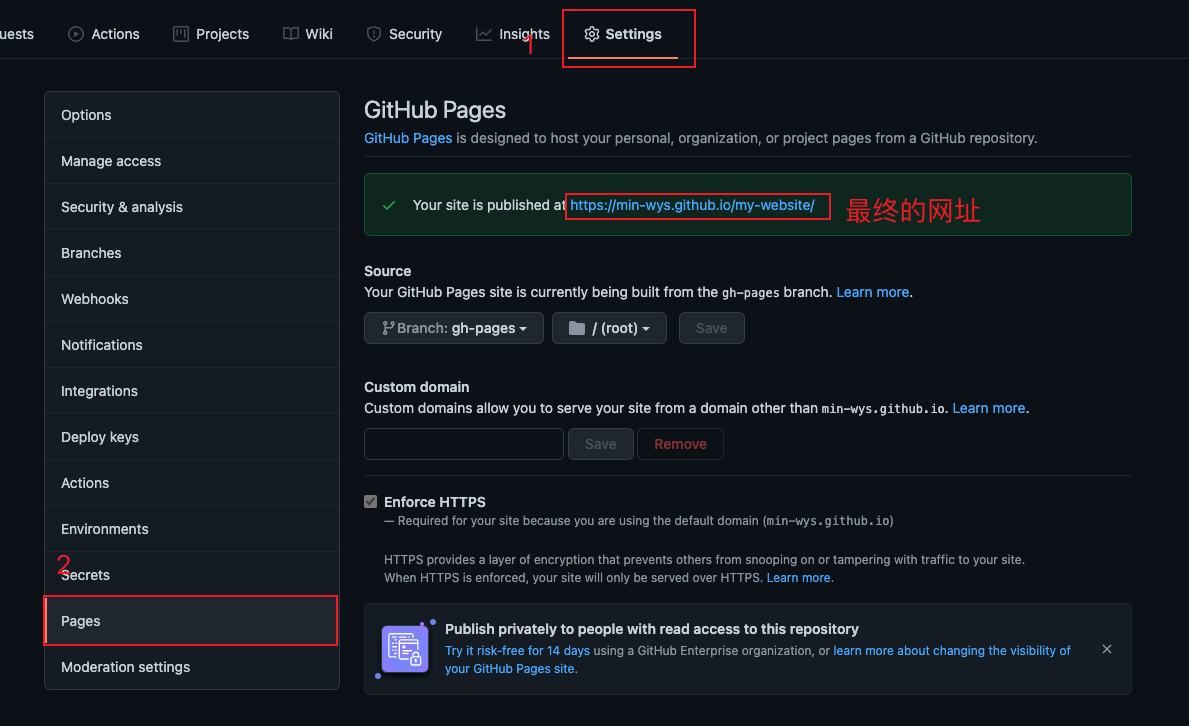 uests Actions Projects Wiki Security Insights Settings
1
Options
Manage access
Security & analysis
Branches
Webhooks
Notifications
Integrations
Deploy keys
Actions
Environments
2
Secrets
Pages
Moderation settings
GitHub Pages
GitHub Pages is designed to host your personal, organization, or project pages from a GitHub repository.
Your site is published at https://min-wys.github.io/my-website/ 最终的网址
Source
Your GitHub Pages site is currently being built from the gh-pages branch. Learn more.
Branch: gh-pages / (root) Save
Custom domain
Custom domains allow you to serve your site from a domain other than min-wys.github.io. Learn more.
Save Remove
Enforce HTTPS
— Required for your site because you are using the default domain (min-wys.github.io)
HTTPS provides a layer of encryption that prevents others from snooping on or tampering with traffic to your site.
When HTTPS is enforced, your site will only be served over HTTPS. Learn more.
Publish privately to people with read access to this repository
Try it risk-free for 14 days using a GitHub Enterprise organization, or learn more about changing the visibility of
your GitHub Pages site.